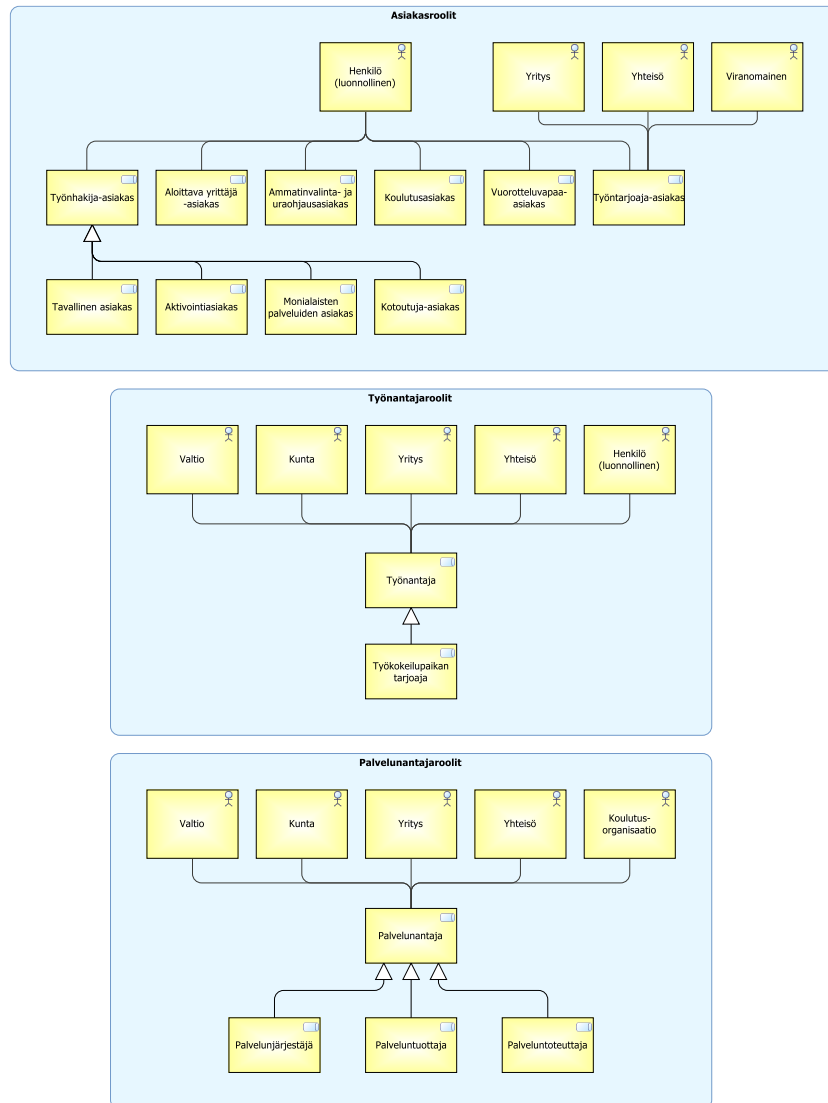 Asiakasroolit
Henkilö
(luonnollinen)
Yritys
Yhteisö
Viranomainen
Työnhakija-asiakas
Aloittava yrittäjä
-asiakas
Ammatinvalinta- ja
uraohjausasiakas
Koulutusasiakas
Vuorotteluvapaa-
asiakas
Työntarjoaja-asiakas
Tavallinen asiakas
Aktivointiasiakas
Monialaisten
palveluiden asiakas
Kotoutuja-asiakas
Työnantajaroolit
Valtio
Kunta
Yritys
Yhteisö
Henkilö
(luonnollinen)
Työnantaja
Työkokeilupaikan
tarjoaja
Palvelunantajaroolit
Valtio
Kunta
Yritys
Yhteisö
Koulutus-
organisaatio
Palvelunantaja
Palvelunjärjestäjä
Palveluntuottaja
Palveluntoteuttaja